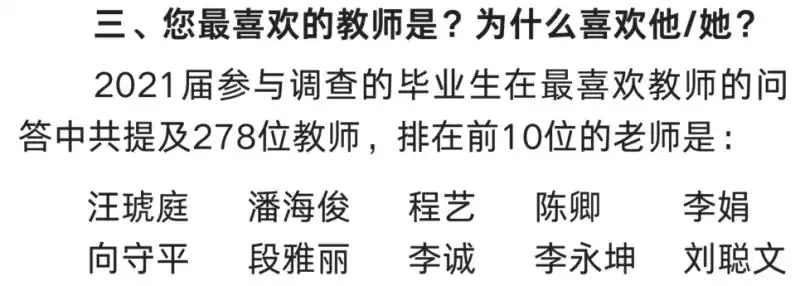 三、您最喜欢的教师是？为什么喜欢他/她？
2021届参与调查的毕业生在最喜欢教师的问
答中共提及278位教师，排在前10位的老师是：
汪琥庭 潘海俊 程艺 陈卿 李娟
向守平 段雅丽 李诚 李永坤 刘聪文